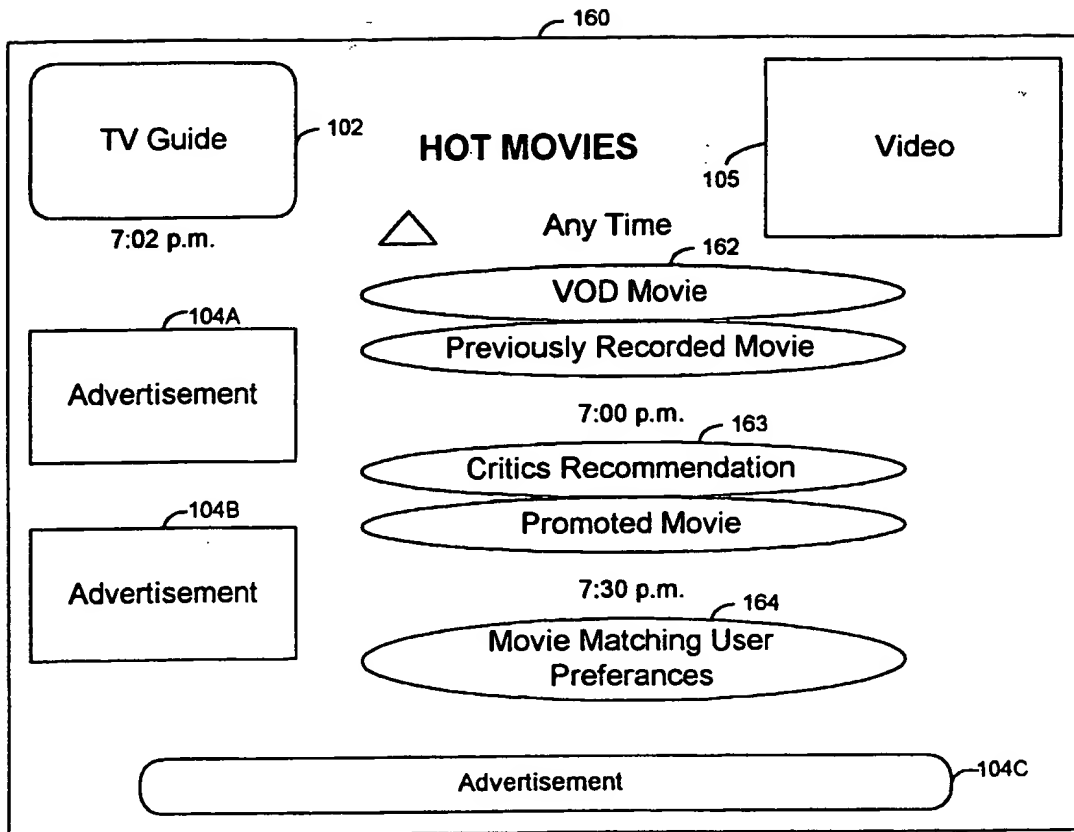 160
TV Guide
102
HOT MOVIES
Video
105
7:02 p.m.
Any Time
162
VOD Movie
Previously Recorded Movie
104A
Advertisement
7:00 p.m.
163
Critics Recommendation
Promoted Movie
104B
Advertisement
7:30 p.m.
164
Movie Matching User
Preferances
Advertisement
104C